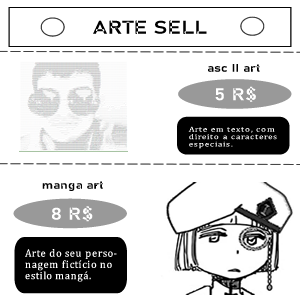 ARTE SELL
asc II art
5 R$
Arte em texto, com
direito a caracteres
especiais.
manga art
8 R$
Arte do seu perso-
nagem fictício no
estilo mangá.